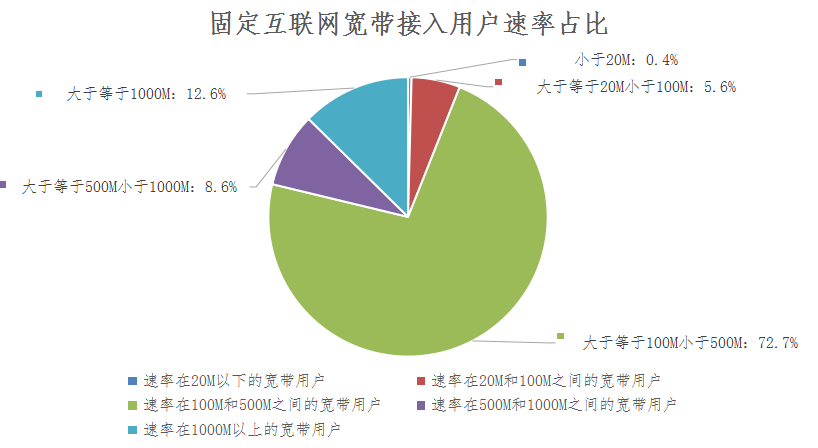 固定互联网宽带接入用户速率占比
小于20M：0.4%
大于等于20M小于100M：5.6%
大于等于1000M：12.6%
大于等于500M小于1000M：8.6%
大于等于100M小于500M：72.7%
速率在20M以下的宽带用户
速率在20M和100M之间的宽带用户
速率在100M和500M之间的宽带用户
速率在500M和1000M之间的宽带用户
速率在1000M以上的宽带用户